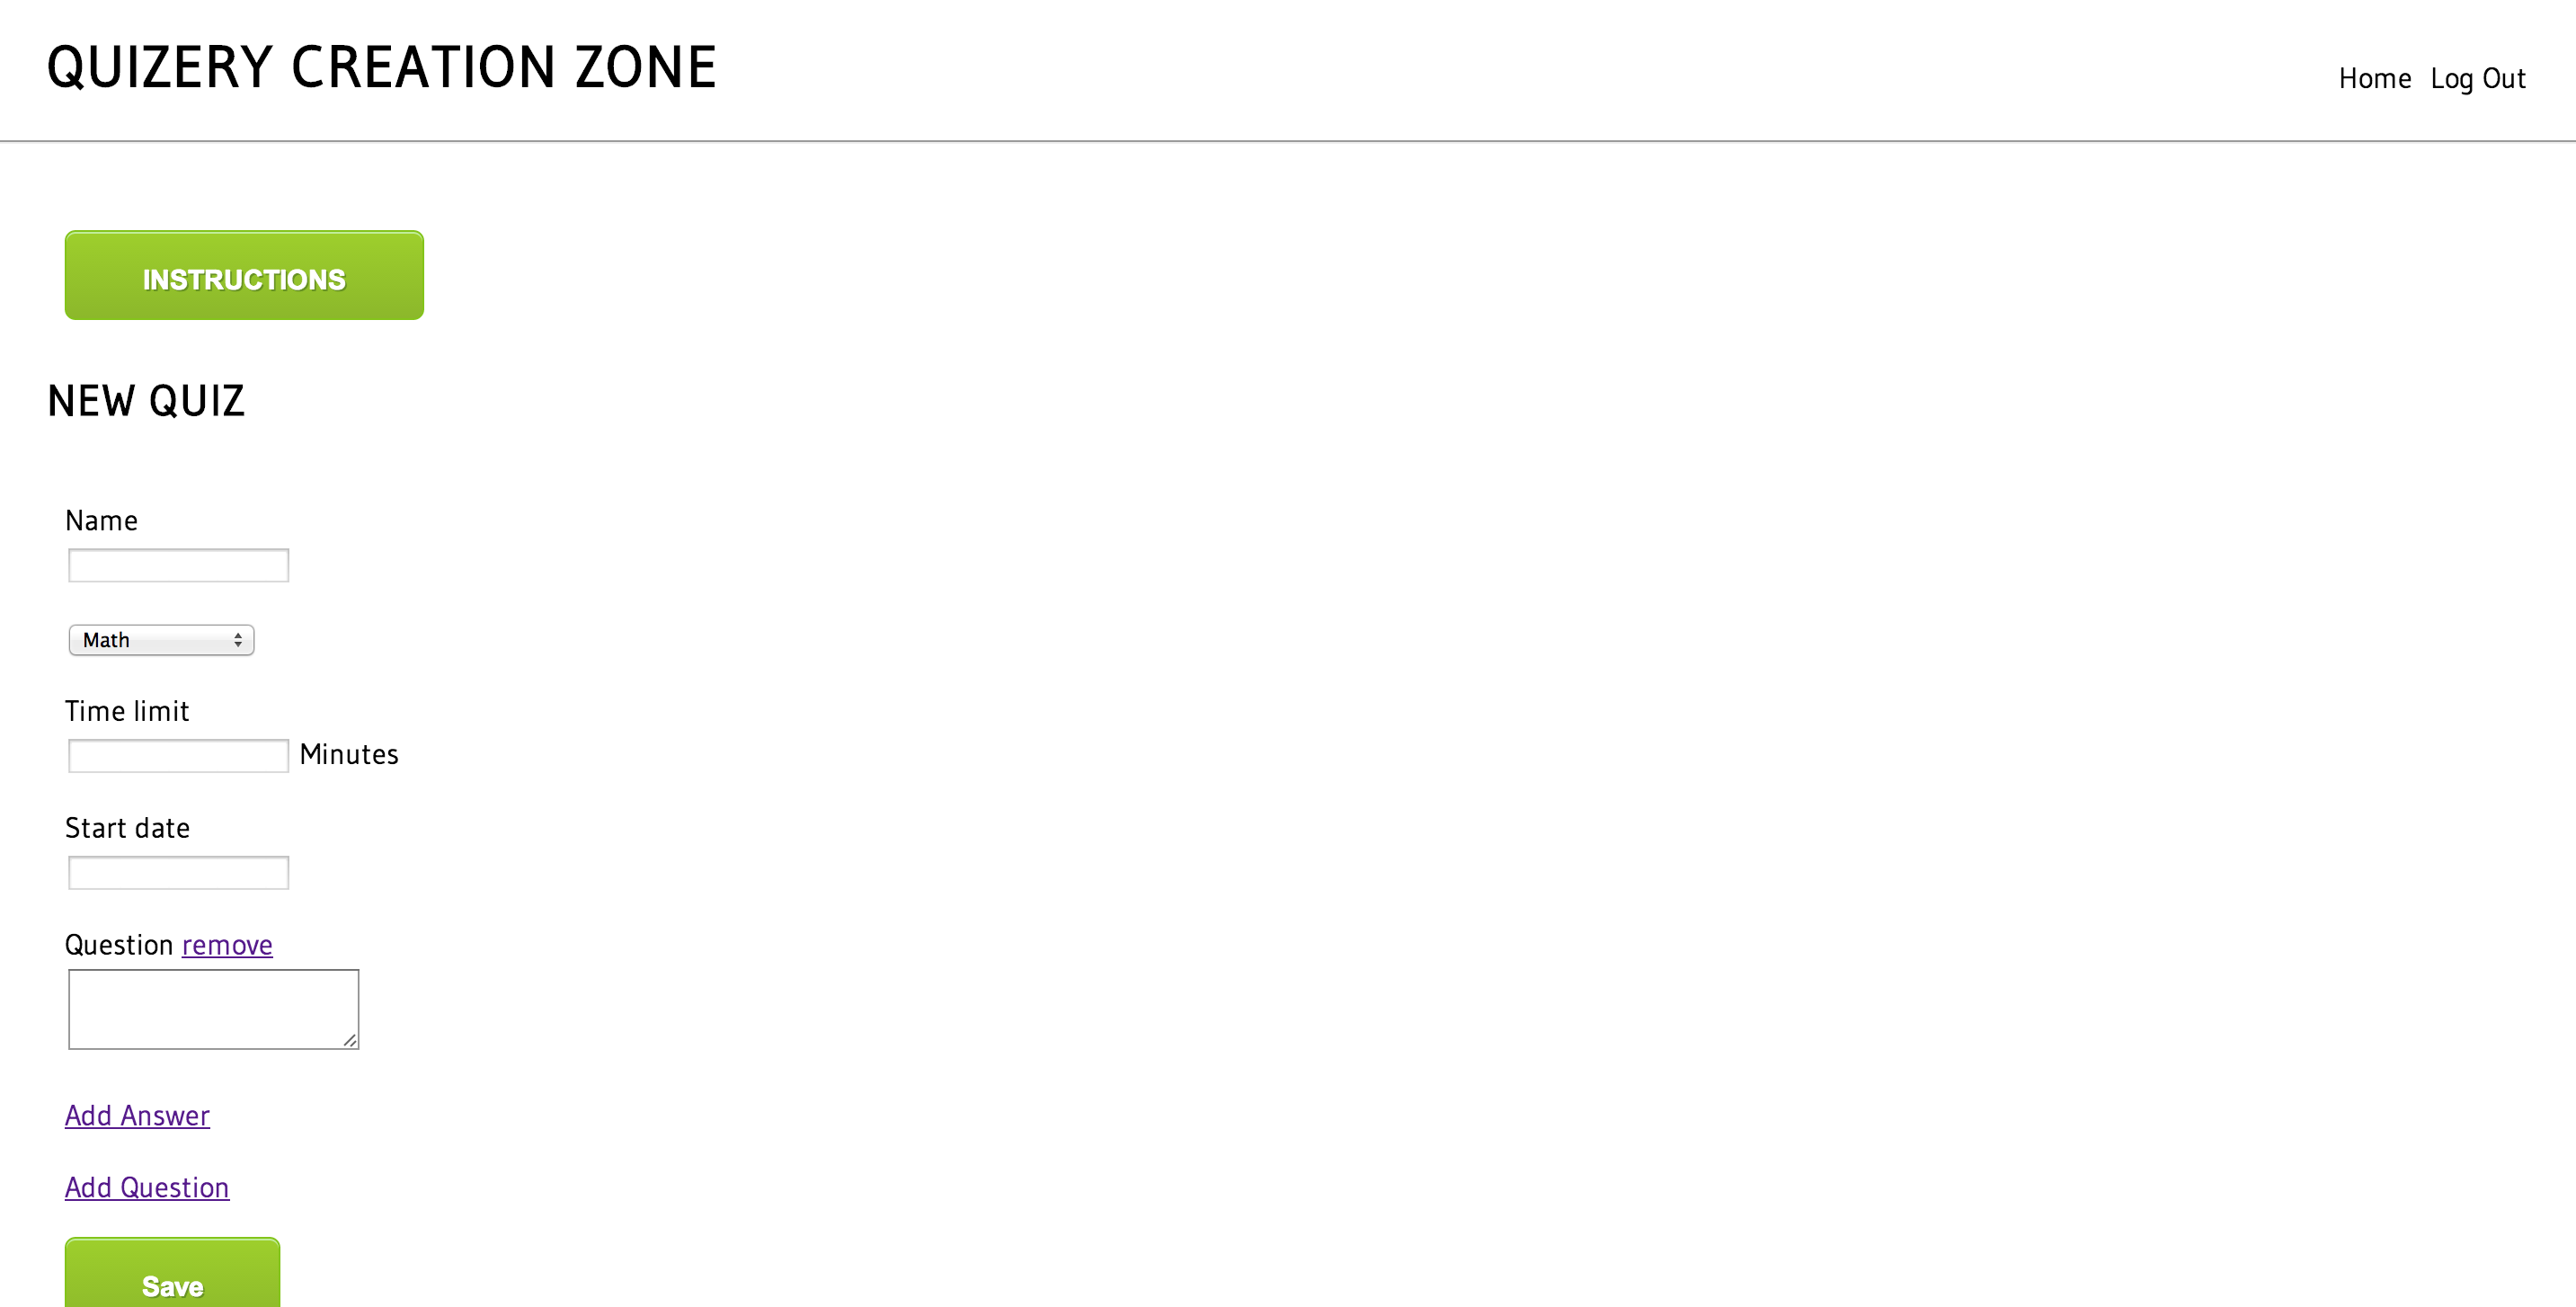 QUIZERY CREATION ZONE
Home Log Out
INSTRUCTIONS
NEW QUIZ
Name
Math
Time limit
Minutes
Start date
Question remove
Add Answer
Add Question
Save